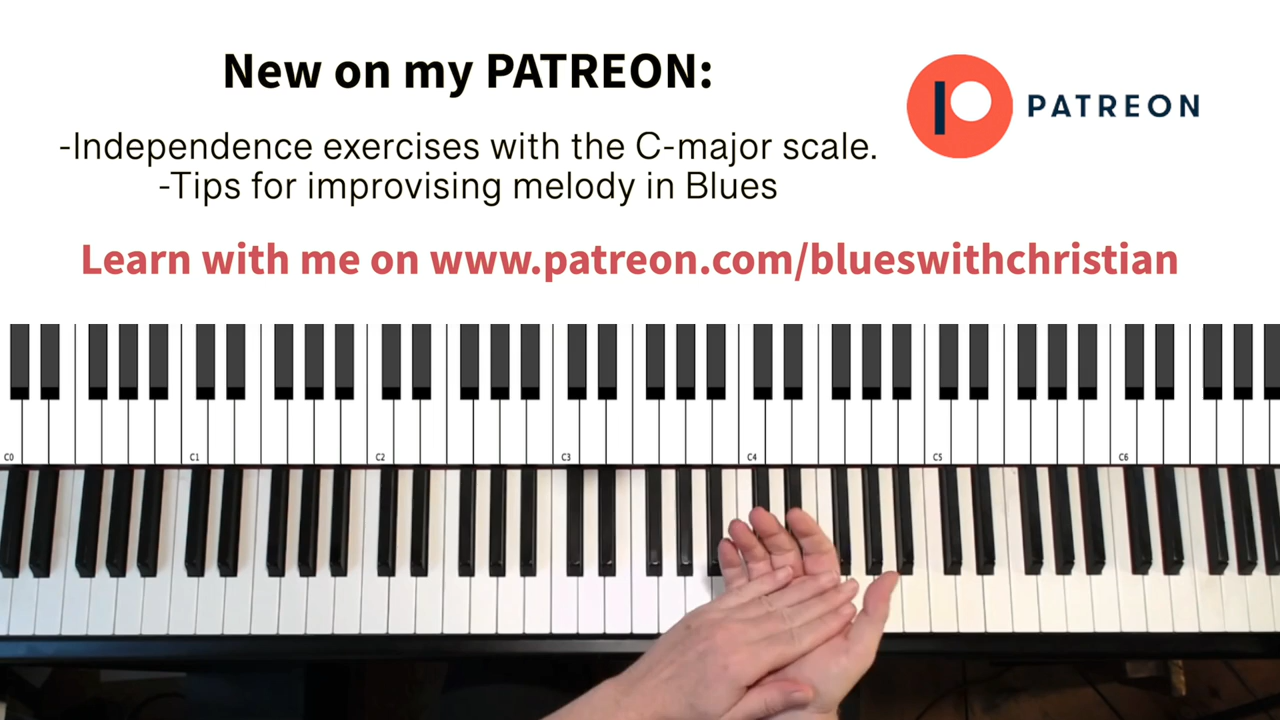 New on my PATREON:
PATREON
-Independence exercises with the C-major scale.
-Tips for improvising melody in Blues
Learn with me on www.patreon.com/blueswithchristian
C0 C1 C2 C3 C4 C5 C6